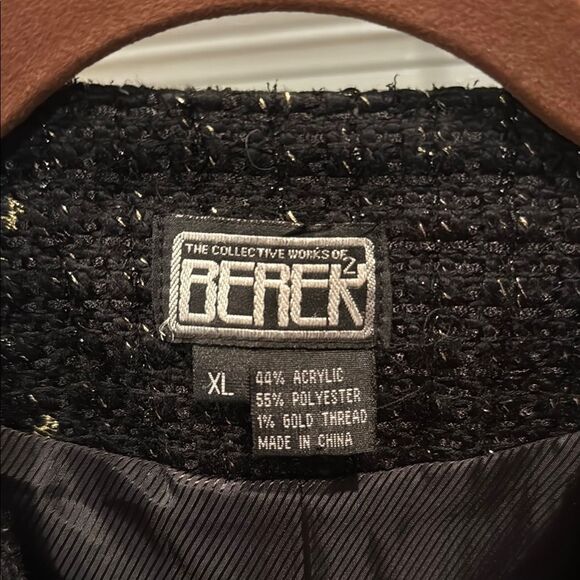 THE COLLECTIVE WORKS OF
BEREK 2
XL
44% ACRYLIC
55% POLYESTER
1% GOLD THREAD
MADE IN CHINA